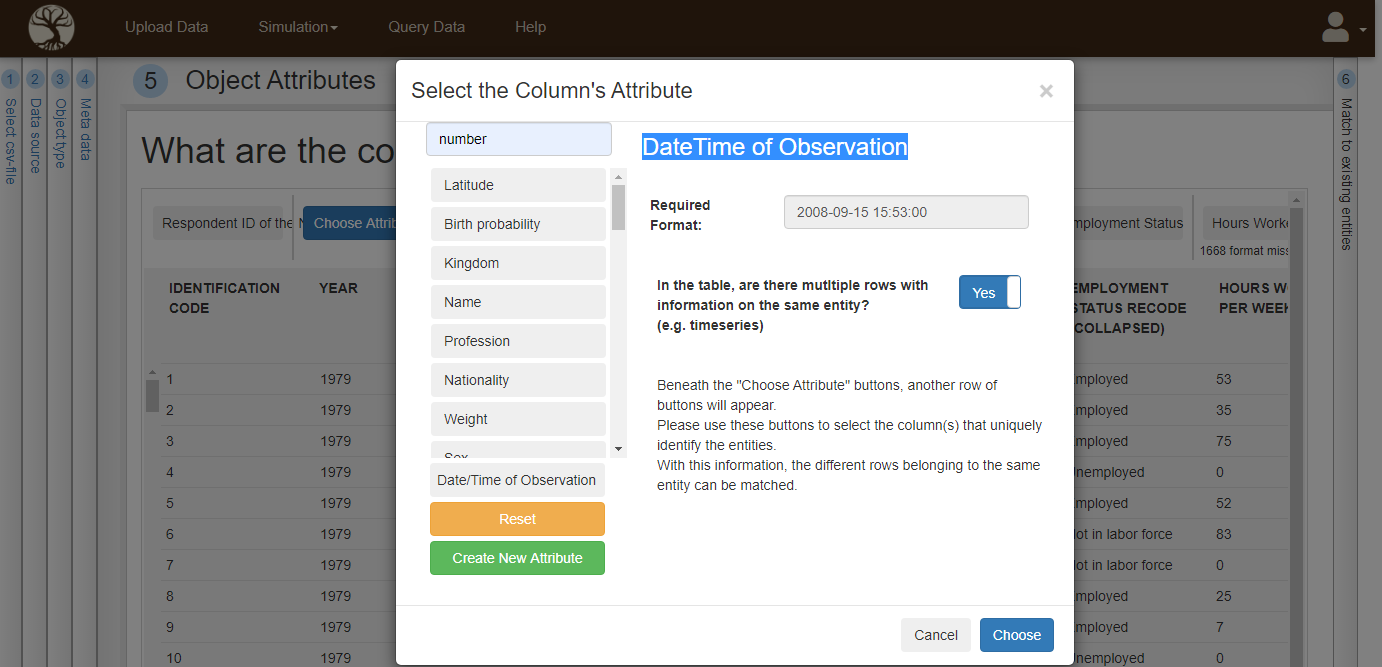 Upload Data
Simulation
Query Data
Help
1
2
3
4
Select csv-file
Data source
Object type
Meta data
5
Object Attributes
6
Match to existing entities
What are the co
Respondent ID of the N
Choose Attrib
mployment Status
Hours Worke
1668 format miss
IDENTIFICATION
CODE
YEAR
EMPLOYMENT
STATUS RECODE
(COLLAPSED)
HOURS WO
PER WEEK
1 1979 mployed 53
2 1979 mployed 35
3 1979 mployed 75
4 1979 nemployed 0
5 1979 mployed 52
6 1979 ot in labor force 83
7 1979 ot in labor force 0
8 1979 mployed 25
9 1979 mployed 7
10 1979 nemployed 0
Select the Column's Attribute
×
number
Latitude
Birth probability
Kingdom
Name
Profession
Nationality
Weight
Sex
Date/Time of Observation
Reset
Create New Attribute
DateTime of Observation
Required
Format:
2008-09-15 15:53:00
In the table, are there mutltiple rows with
information on the same entity?
(e.g. timeseries)
Yes
Beneath the "Choose Attribute" buttons, another row of
buttons will appear.
Please use these buttons to select the column(s) that uniquely
identify the entities.
With this information, the different rows belonging to the same
entity can be matched.
Cancel
Choose